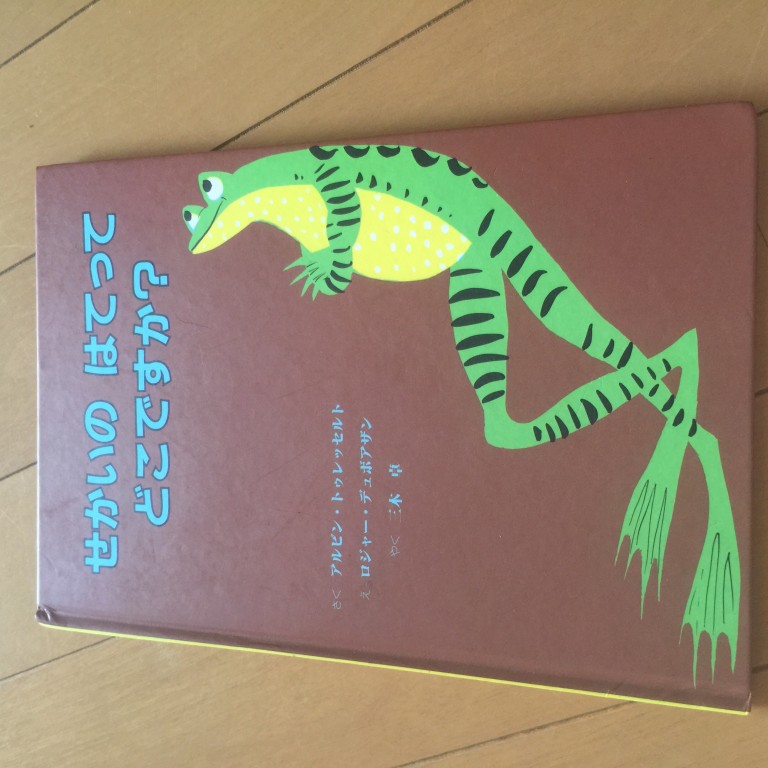 せかいの はてって
どこですか?
さく アルビン・トゥレッセルト
え ロジャー・デュボアザン
やく 三木 卓